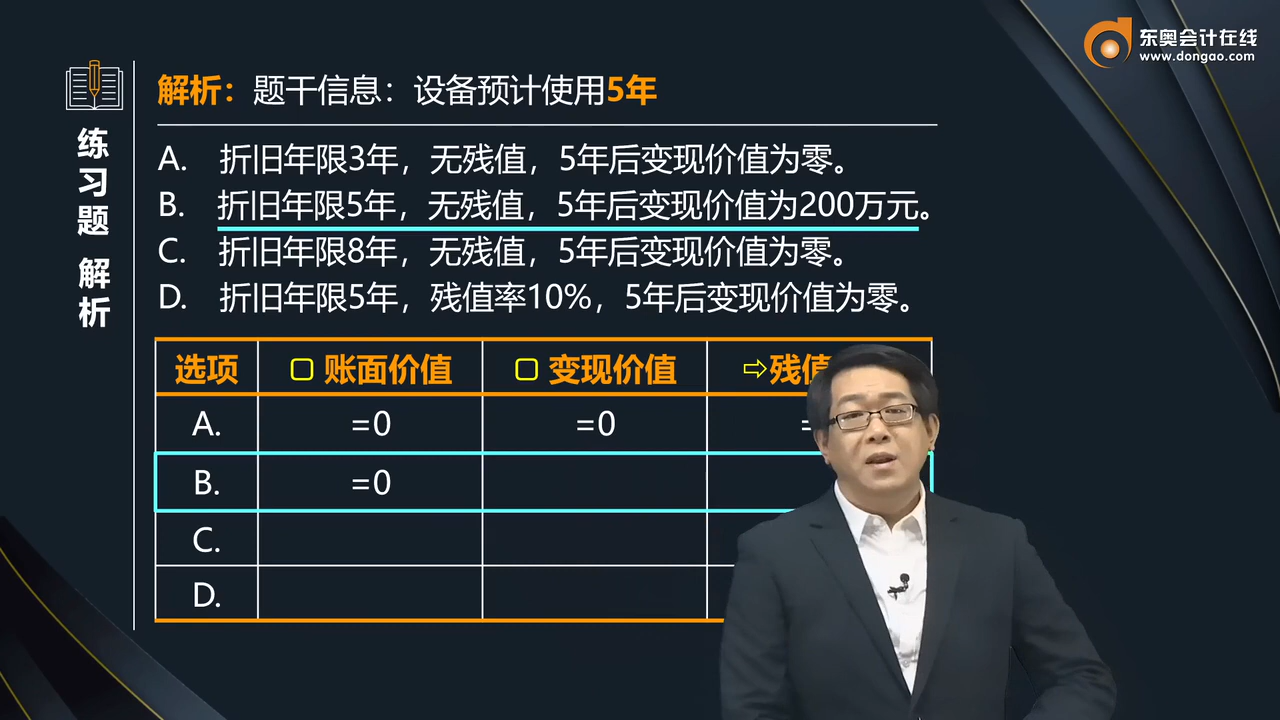 东奥会计在线
www.dongao.com
练习题 解析
解析：题干信息：设备预计使用5年
A. 折旧年限3年，无残值，5年后变现价值为零。
B. 折旧年限5年，无残值，5年后变现价值为200万元。
C. 折旧年限8年，无残值，5年后变现价值为零。
D. 折旧年限5年，残值率10%，5年后变现价值为零。
选项 账面价值 变现价值 ⇨残值
A. =0 =0 =
B. =0
C.
D.